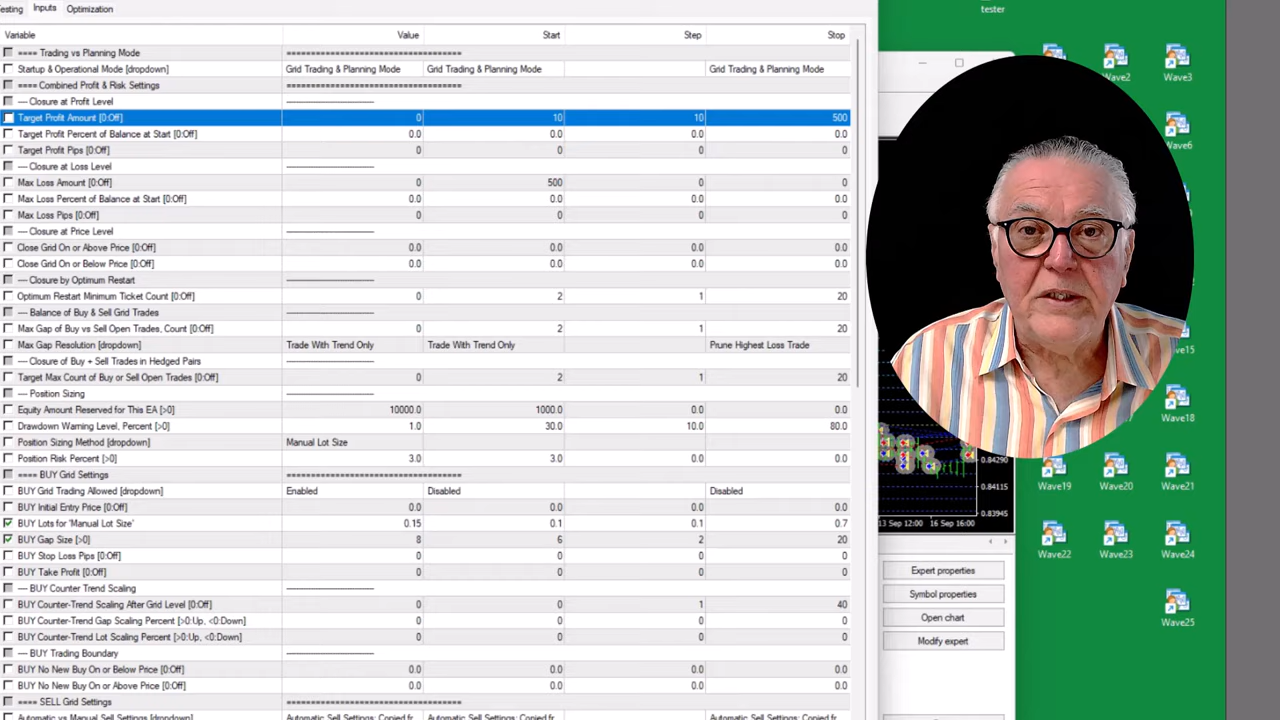 esting Inputs Optimization
tester
Variable Value Start Step Stop
==== Trading vs Planning Mode ====================================
Startup & Operational Mode [dropdown] Grid Trading & Planning Mode Grid Trading & Planning Mode Grid Trading & Planning Mode
==== Combined Profit & Risk Settings ====================================
--- Closure at Profit Level ------------------------------
Target Profit Amount [0:Off] 0 10 10 500
Target Profit Percent of Balance at Start [0:Off] 0.0 0.0 0.0 0.0
Target Profit Pips [0:Off] 0 0 0 0
--- Closure at Loss Level ------------------------------
Max Loss Amount [0:Off] 0 500 0 0
Max Loss Percent of Balance at Start [0:Off] 0.0 0.0 0.0 0.0
Max Loss Pips [0:Off] 0 0 0 0
--- Closure at Price Level ------------------------------
Close Grid On or Above Price [0:Off] 0.0 0.0 0.0 0.0
Close Grid On or Below Price [0:Off] 0.0 0.0 0.0 0.0
--- Closure by Optimum Restart ------------------------------
Optimum Restart Minimum Ticket Count [0:Off] 0 2 1 20
--- Balance of Buy & Sell Grid Trades ------------------------------
Max Gap of Buy vs Sell Open Trades, Count [0:Off] 0 2 1 20
Max Gap Resolution [dropdown] Trade With Trend Only Trade With Trend Only Prune Highest Loss Trade
--- Closure of Buy + Sell Trades in Hedged Pairs ------------------------------
Target Max Count of Buy or Sell Open Trades [0:Off] 0 2 1 20
--- Position Sizing ------------------------------
Equity Amount Reserved for This EA [>0] 10000.0 1000.0 0.0 0.0
Drawdown Warning Level, Percent [>0] 1.0 30.0 10.0 80.0
Position Sizing Method [dropdown] Manual Lot Size
Position Risk Percent [>0] 3.0 3.0 0.0 0.0
==== BUY Grid Settings ====================================
BUY Grid Trading Allowed [dropdown] Enabled Disabled Disabled
BUY Initial Entry Price [0:Off] 0.0 0.0 0.0 0.0
BUY Lots for 'Manual Lot Size' 0.15 0.1 0.1 0.7
BUY Gap Size [>0] 8 6 2 20
BUY Stop Loss Pips [0:Off] 0 0 0 0
BUY Take Profit [0:Off] 0 0 0 0
--- BUY Counter Trend Scaling ------------------------------
BUY Counter-Trend Scaling After Grid Level [0:Off] 0 0 1 40
BUY Counter-Trend Gap Scaling Percent [>0:Up, <0:Down] 0 0 0 0
BUY Counter-Trend Lot Scaling Percent [>0:Up, <0:Down] 0 0 0 0
--- BUY Trading Boundary ------------------------------
BUY No New Buy On or Below Price [0:Off] 0.0 0.0 0.0 0.0
BUY No New Buy On or Above Price [0:Off] 0.0 0.0 0.0 0.0
==== SELL Grid Settings ====================================
Automatic vs Manual Sell Settings [dropdown] Automatic Sell Settings: Copied fr... Automatic Sell Settings: Copied fr... Automatic Sell Settings: Copied fr...
Wave2 Wave3
Wave6
Wave15
Wave18
0.84290
0.84115
0.83945
13 Sep 12:00 16 Sep 16:00
Wave19 Wave20 Wave21
Wave22 Wave23 Wave24
Wave25
Expert properties
Symbol properties
Open chart
Modify expert